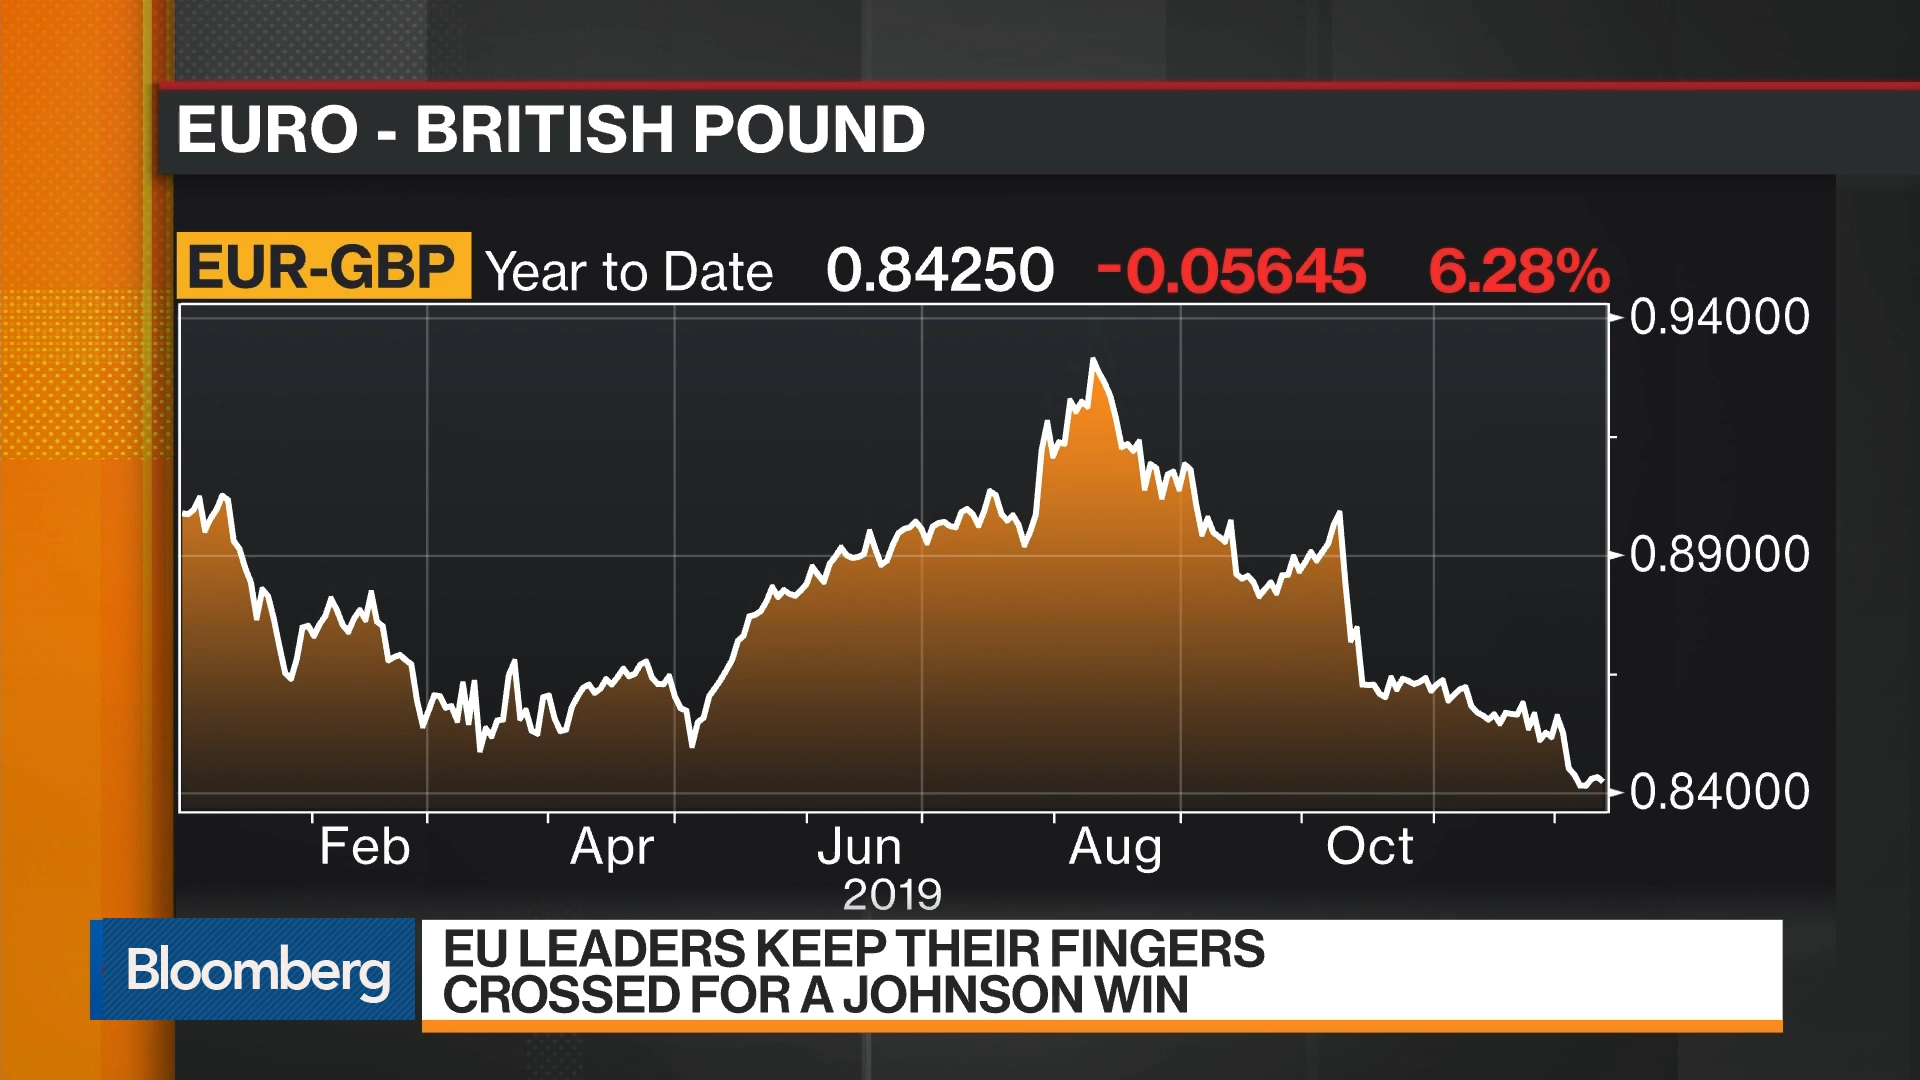 EURO - BRITISH POUND
EUR-GBP Year to Date 0.84250 -0.05645 6.28%
0.94000
0.89000
0.84000
Feb Apr Jun Aug Oct
2019
Bloomberg
EU LEADERS KEEP THEIR FINGERS
CROSSED FOR A JOHNSON WIN